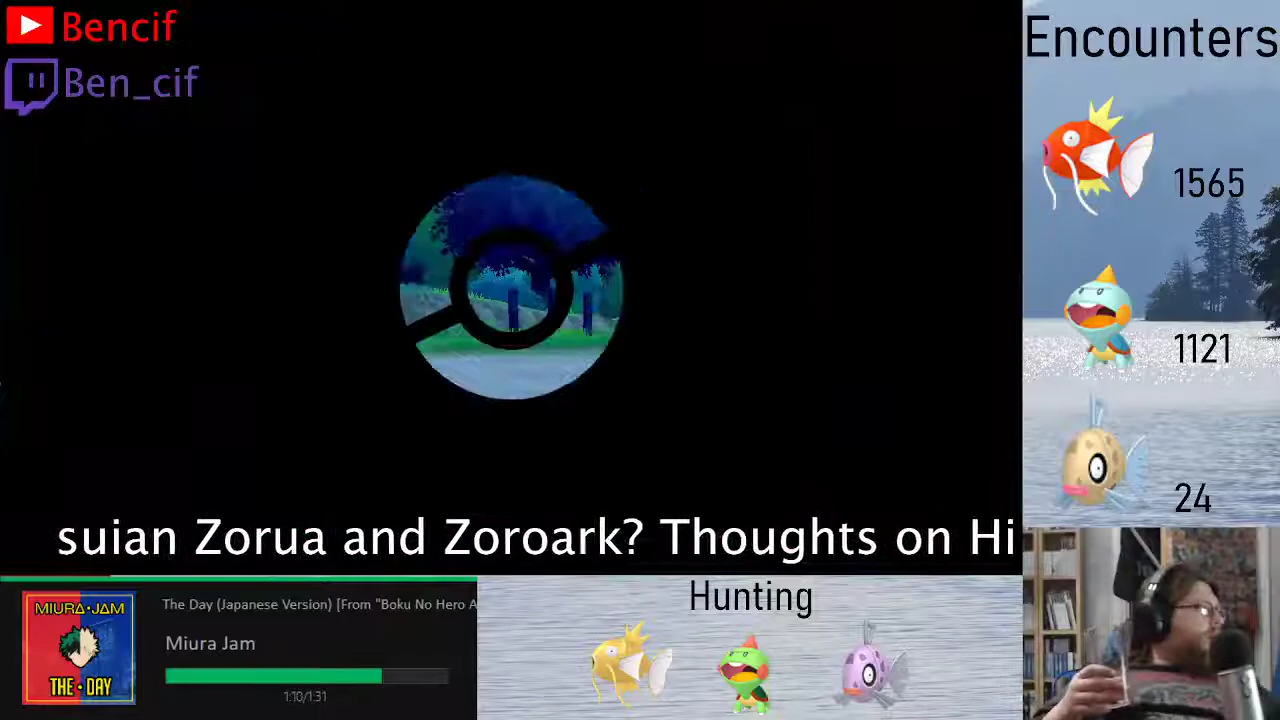 Bencif
Ben_cif
Encounters
1565
1121
24
suian Zorua and Zoroark? Thoughts on Hi
MIURA·JAM
THE·DAY
The Day (Japanese Version) [From "Boku No Hero A
Miura Jam
1:10/1:31
Hunting